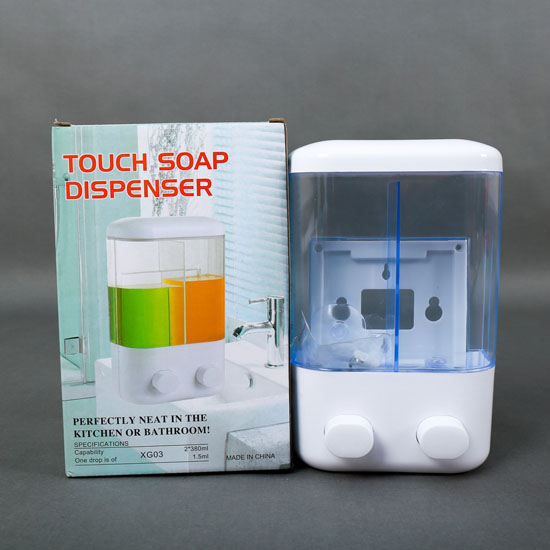 TOUCH SOAP
DISPENSER
PERFECTLY NEAT IN THE
KITCHEN OR BATHROOM!
SPECIFICATIONS
Capability XG03 2*380ml
One drop is of 1.5ml MADE IN CHINA